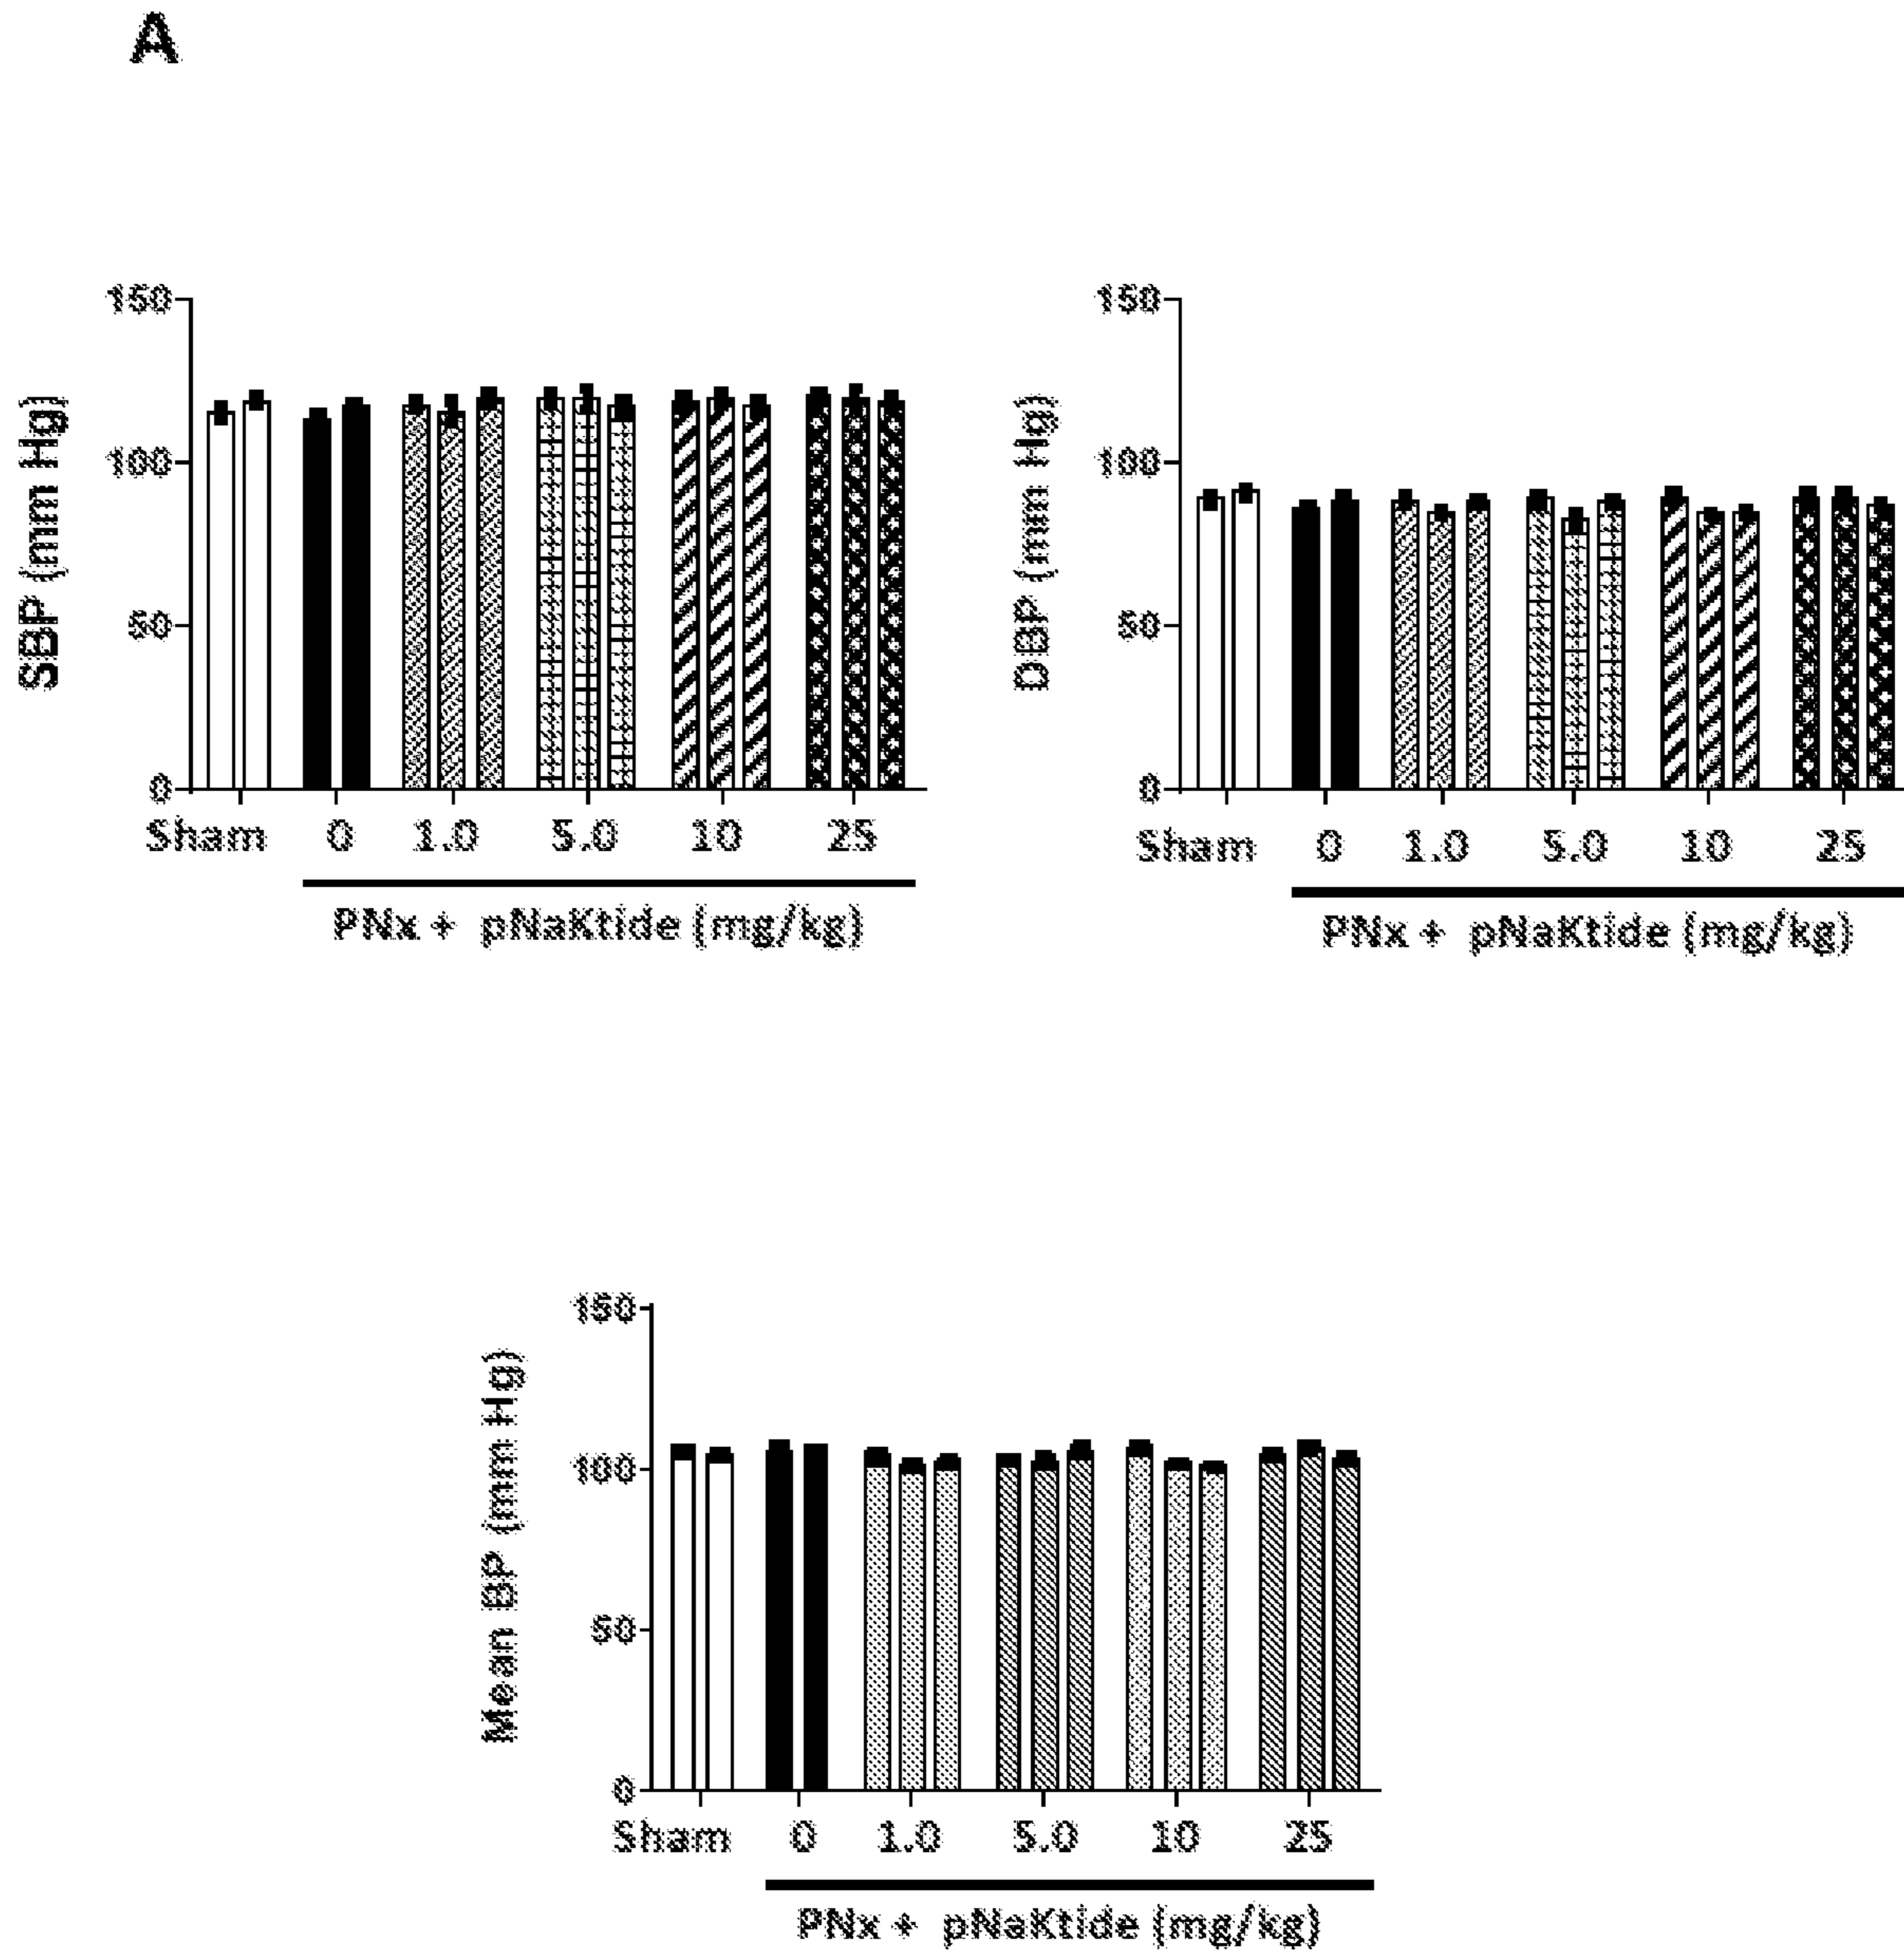 A
SBP (mm Hg)
150
100
50
0
Sham 0 1.0 5.0 10 25
PNx + pNaKtide (mg/kg)
DBP (mm Hg)
150
100
50
0
Sham 0 1.0 5.0 10 25
PNx + pNaKtide (mg/kg)
Mean BP (mm Hg)
150
100
50
0
Sham 0 1.0 5.0 10 25
PNx + pNaKtide (mg/kg)